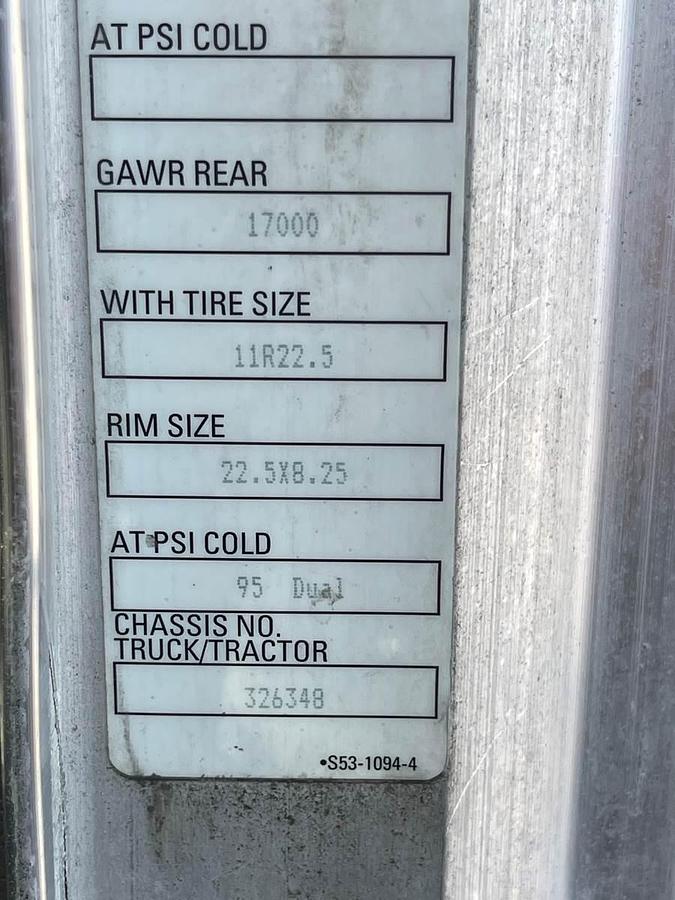 AT PSI COLD
GAWR REAR
17000
WITH TIRE SIZE
11R22.5
RIM SIZE
22.5X8.25
AT PSI COLD
95 Dual
CHASSIS NO.
TRUCK/TRACTOR
326348
•S53-1094-4